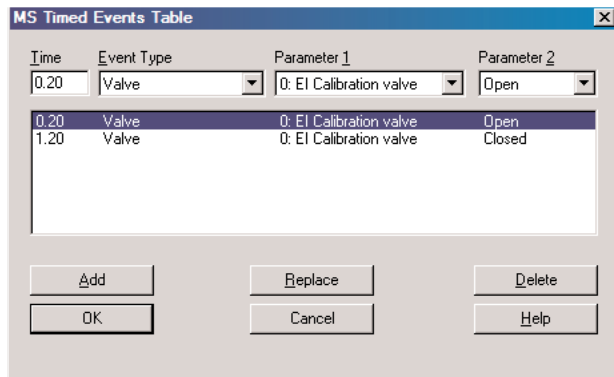 MS Timed Events Table
Time Event Type Parameter 1 Parameter 2
0.20 Valve 0: EI Calibration valve Open
0.20 Valve 0: EI Calibration valve Open
1.20 Valve 0: EI Calibration valve Closed
Add Replace Delete
OK Cancel Help